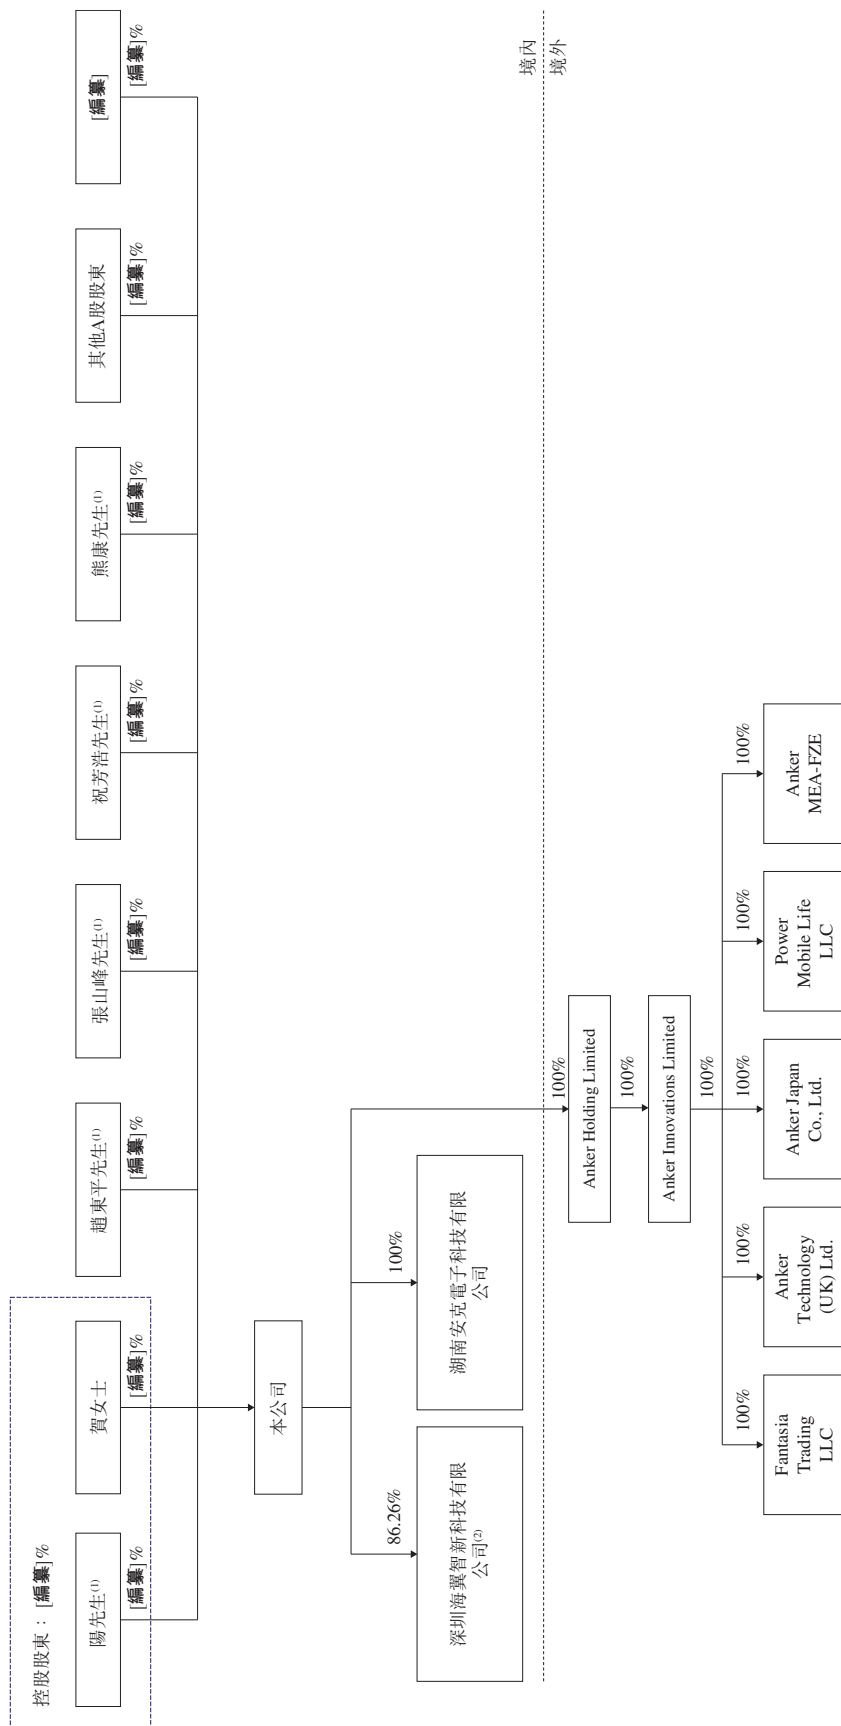 控股股東：[編纂]%
陽先生(1)
賀女士
趙東平先生(1)
張山峰先生(1)
祝芳浩先生(1)
熊康先生(1)
其他A股股東
[編纂]
[編纂]%
[編纂]%
[編纂]%
[編纂]%
[編纂]%
[編纂]%
[編纂]%
[編纂]%
本公司
86.26%
100%
深圳海翼智新科技有限
公司(2)
湖南安克電子科技有限
公司
境內
境外
100%
Anker Holding Limited
100%
Anker Innovations Limited
100%
100%
100%
100%
100%
100%
Fantasia
Trading
LLC
Anker
Technology
(UK) Ltd.
Anker Japan
Co., Ltd.
Power
Mobile Life
LLC
Anker
MEA-FZE